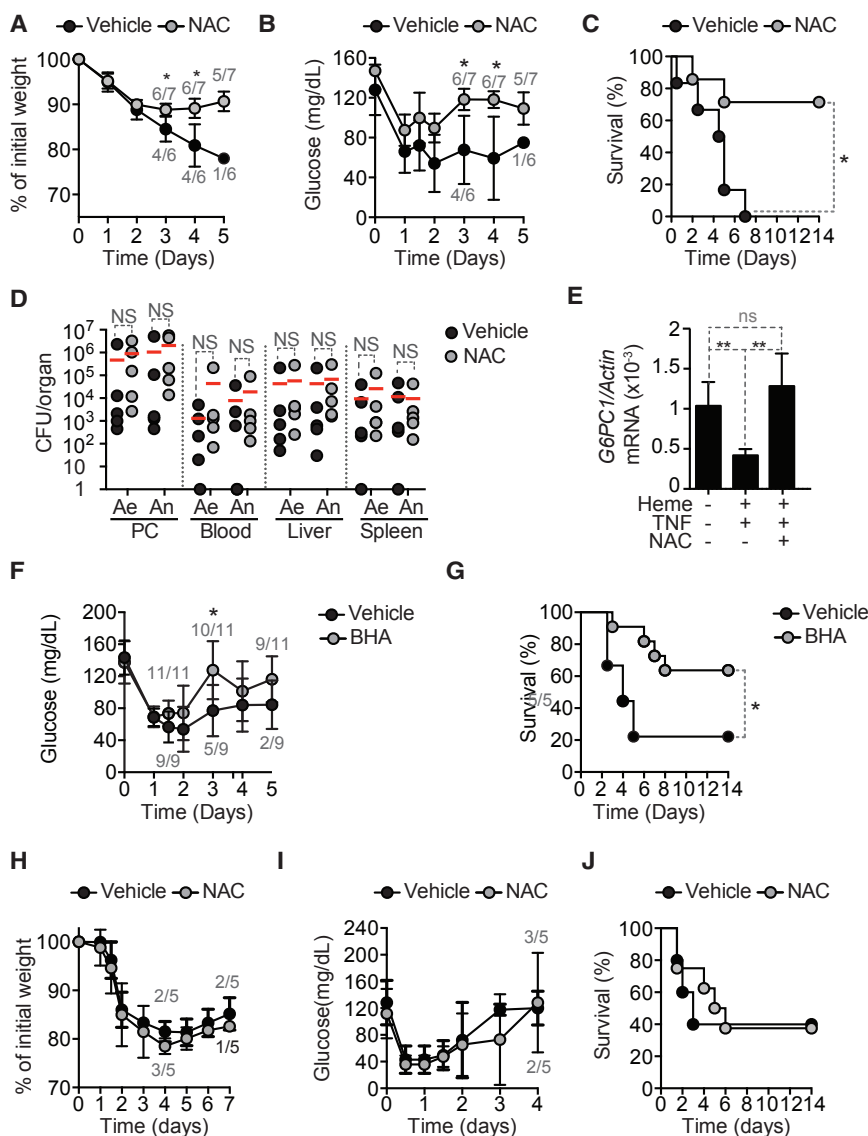 A
Vehicle NAC
% of initial weight
100
90
80
70
* *
6/7 6/7 5/7
4/6 4/6 1/6
0 1 2 3 4 5
Time (Days)
B
Vehicle NAC
Glucose (mg/dL)
160
120
80
40
0
* *
6/7 6/7 5/7
4/6 1/6
0 1 2 3 4 5
Time (Days)
C
Vehicle NAC
Survival (%)
100
80
60
40
20
0
*
0 2 4 6 8 10 1214
Time (Days)
D
CFU/organ
10^7
10^6
10^5
10^4
10^3
10^2
10
1
NS NS NS NS NS NS NS NS
Vehicle
NAC
Ae An Ae An Ae An Ae An
PC Blood Liver Spleen
E
G6PC1/Actin
mRNA (x10^-3)
2
1.5
1
0.5
0
ns
** **
Heme - + +
TNF - + +
NAC - - +
F
Vehicle
BHA
Glucose (mg/dL)
200
160
120
80
40
0
*
11/11 10/11 9/11
9/9 5/9 2/9
0 1 2 3 4 5
Time (Days)
G
Vehicle
BHA
Survival (%)
100
80
60
40
20
0
5/5
*
0 2 4 6 8 10 1214
Time (Days)
H
Vehicle NAC
% of initial weight
100
90
80
70
2/5 2/5
3/5 1/5
0 1 2 3 4 5 6 7
Time (days)
I
Vehicle NAC
Glucose(mg/dL)
240
200
160
120
80
40
0
3/5
2/5
0 1 2 3 4
Time (days)
J
Vehicle NAC
Survival (%)
100
80
60
40
20
0
0 2 4 6 8 10 1214
Time (days)